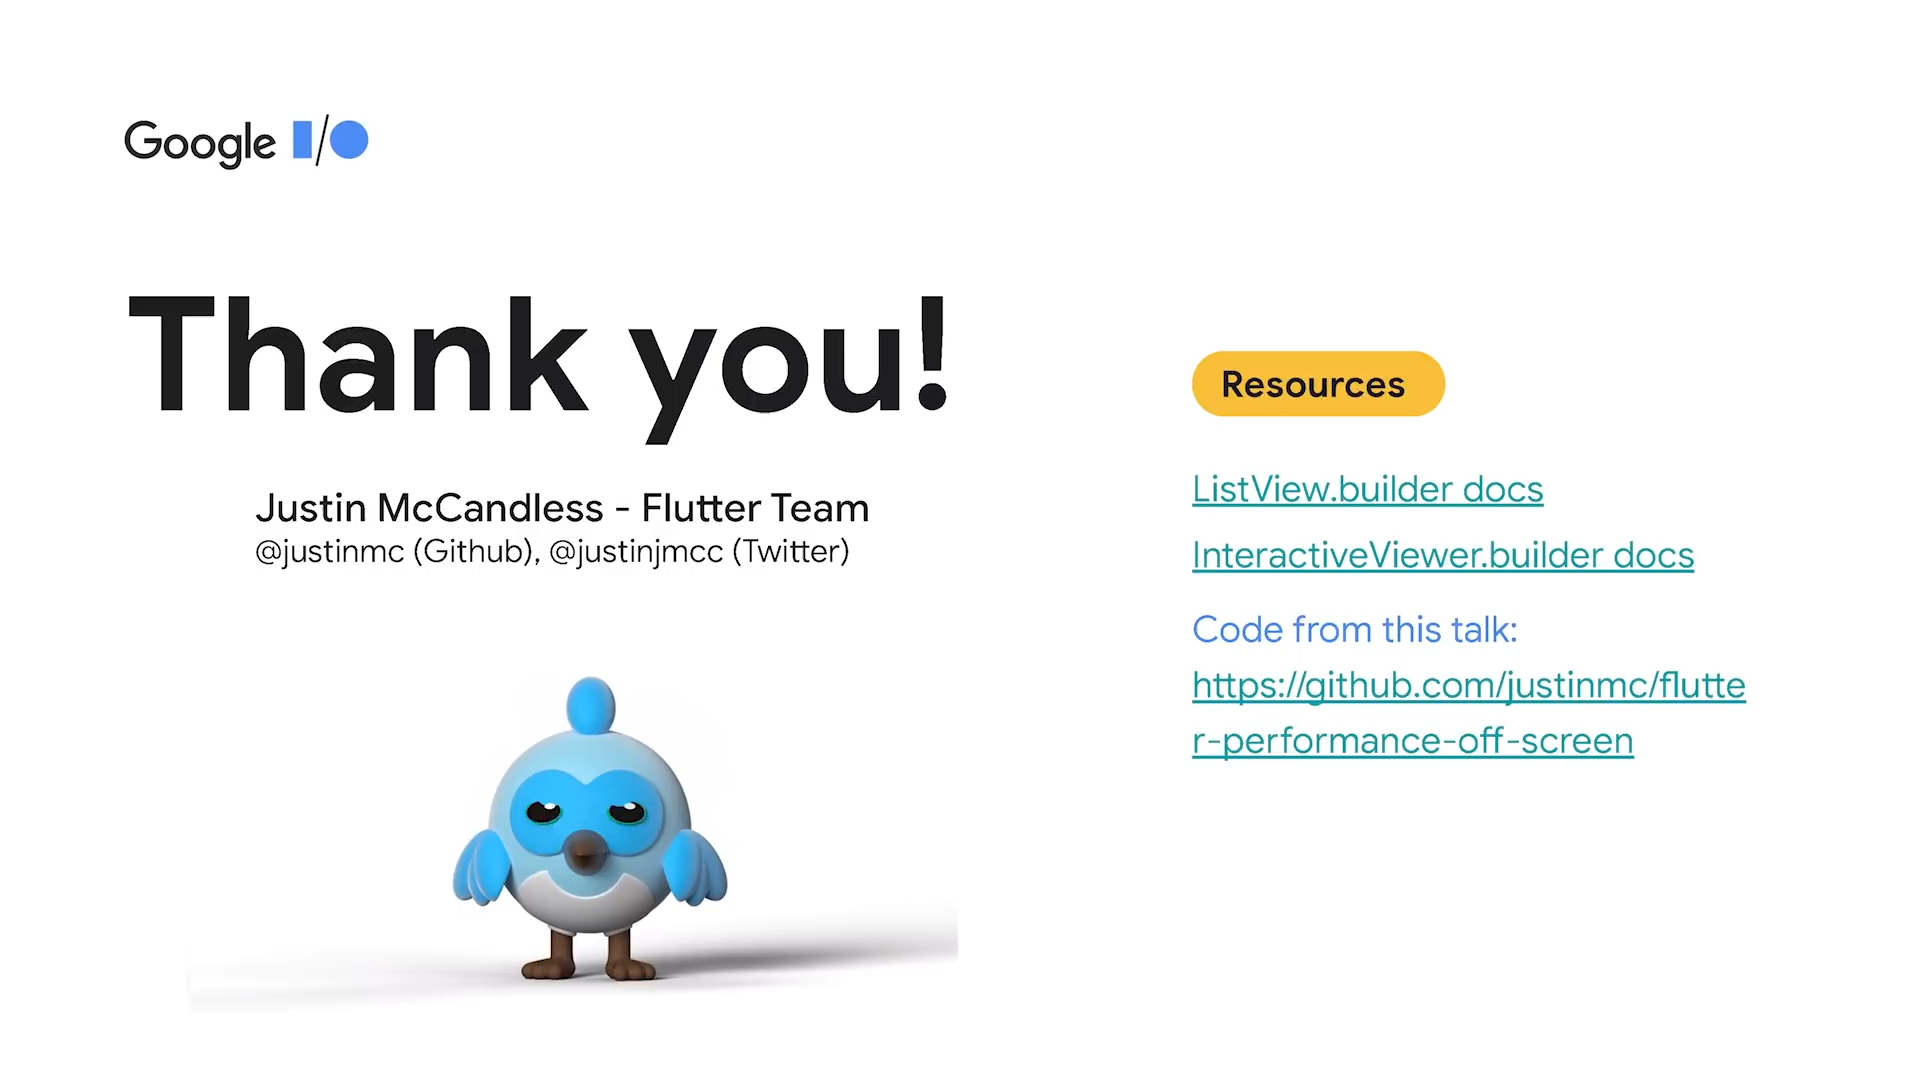 Google I/O
Thank you!
Justin McCandless - Flutter Team
@justinmc (Github), @justinjmcc (Twitter)
Resources
ListView.builder docs
InteractiveViewer.builder docs
Code from this talk:
https://github.com/justinmc/flutte
r-performance-off-screen